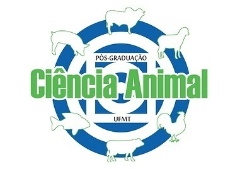 PÓS-GRADUAÇÃO
Ciência Animal
UFMT